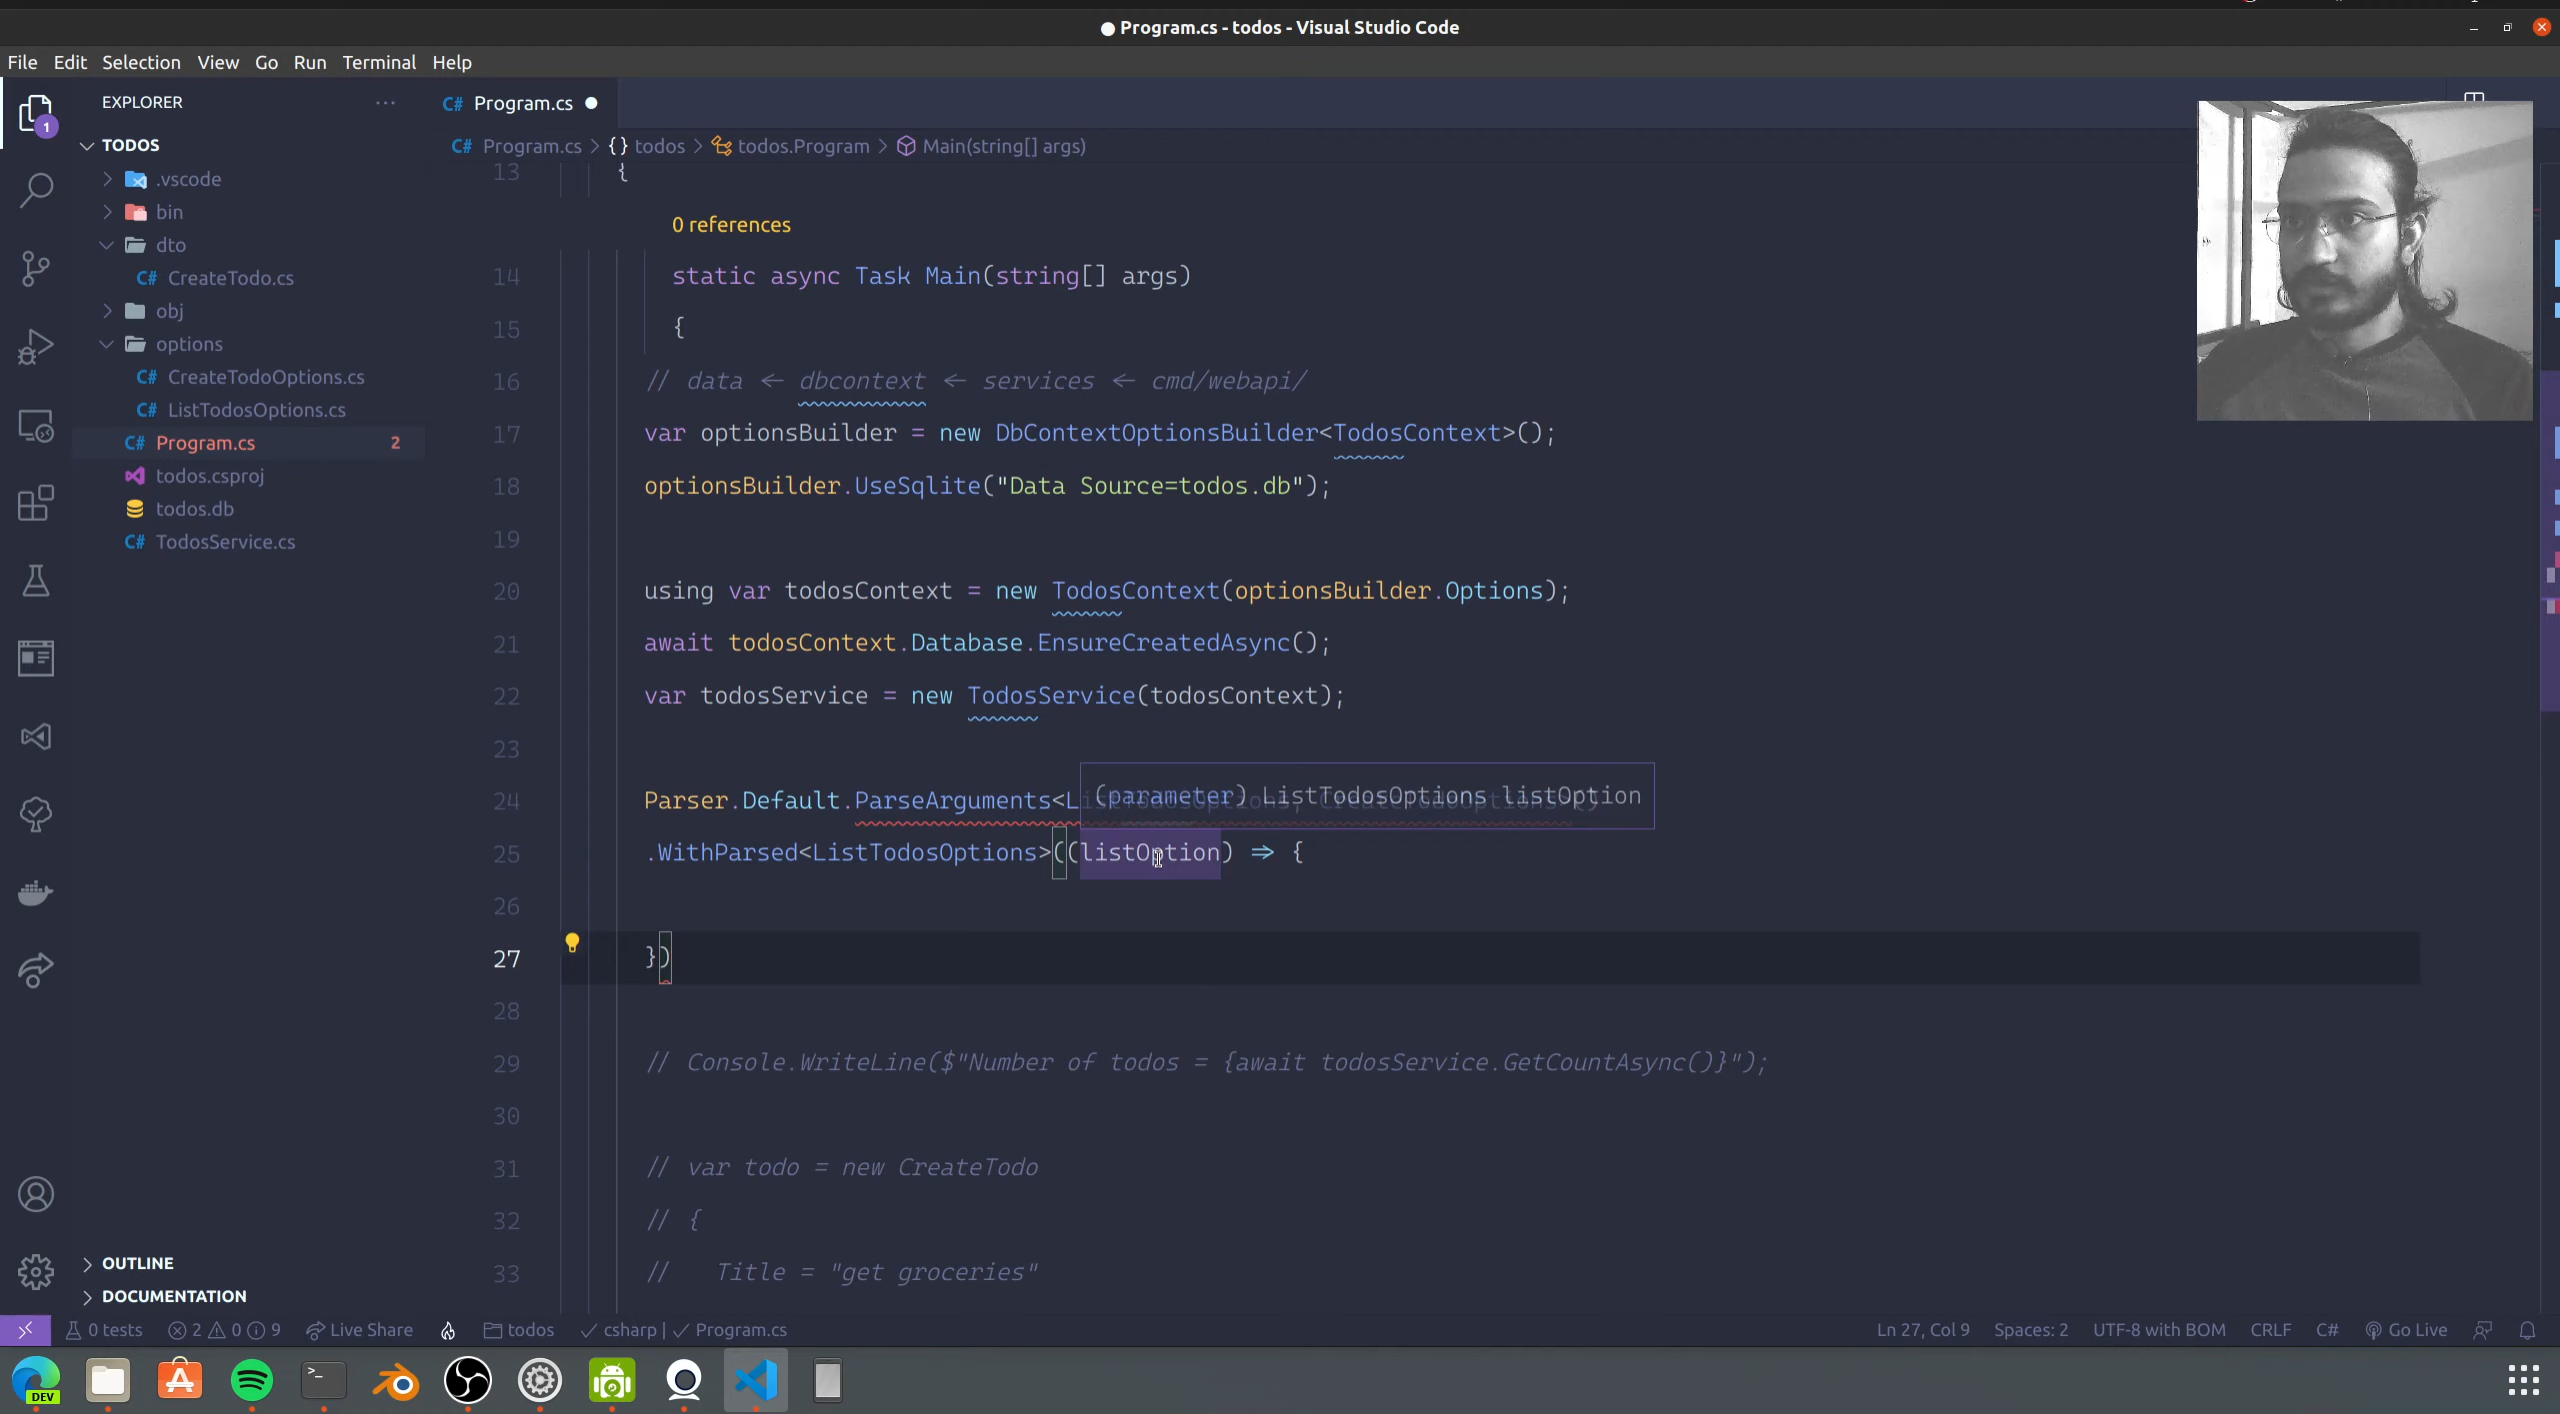 Program.cs - todos - Visual Studio Code
File Edit Selection View Go Run Terminal Help
EXPLORER
TODOS
.vscode
bin
dto
C# CreateTodo.cs
obj
options
C# CreateTodoOptions.cs
C# ListTodosOptions.cs
C# Program.cs 2
todos.csproj
todos.db
C# TodosService.cs
OUTLINE
DOCUMENTATION
1
C# Program.cs
C# Program.cs > {} todos > todos.Program > Main(string[] args)
13 {
0 references
14 static async Task Main(string[] args)
15 {
16 // data <- dbcontext <- services <- cmd/webapi/
17 var optionsBuilder = new DbContextOptionsBuilder<TodosContext>();
18 optionsBuilder.UseSqlite("Data Source=todos.db");
19
20 using var todosContext = new TodosContext(optionsBuilder.Options);
21 await todosContext.Database.EnsureCreatedAsync();
22 var todosService = new TodosService(todosContext);
23
(parameter) ListTodosOptions listOption
24 Parser.Default.ParseArguments<ListTodosOptions, CreateTodoOptions>()
25 .WithParsed<ListTodosOptions>((listOption) => {
26
27 })
28
29 // Console.WriteLine($"Number of todos = {await todosService.GetCountAsync()}");
30
31 // var todo = new CreateTodo
32 // {
33 // Title = "get groceries"
0 tests 2 0 9 Live Share todos csharp | Program.cs Ln 27, Col 9 Spaces: 2 UTF-8 with BOM CRLF C# Go Live
DEV